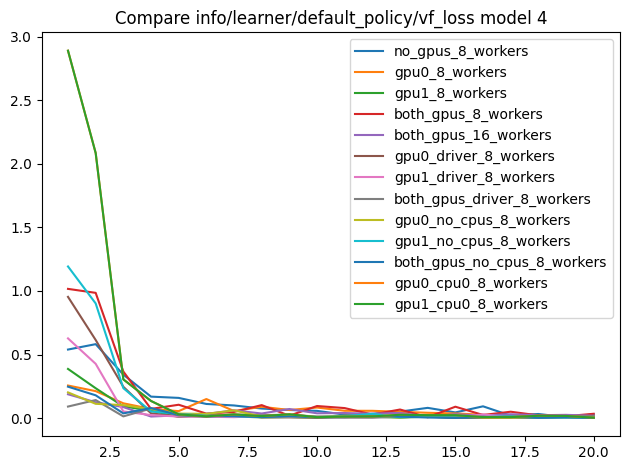 Compare info/learner/default_policy/vf_loss model 4
3.0
2.5
2.0
1.5
1.0
0.5
0.0
no_gpus_8_workers
gpu0_8_workers
gpu1_8_workers
both_gpus_8_workers
both_gpus_16_workers
gpu0_driver_8_workers
gpu1_driver_8_workers
both_gpus_driver_8_workers
gpu0_no_cpus_8_workers
gpu1_no_cpus_8_workers
both_gpus_no_cpus_8_workers
gpu0_cpu0_8_workers
gpu1_cpu0_8_workers
2.5 5.0 7.5 10.0 12.5 15.0 17.5 20.0